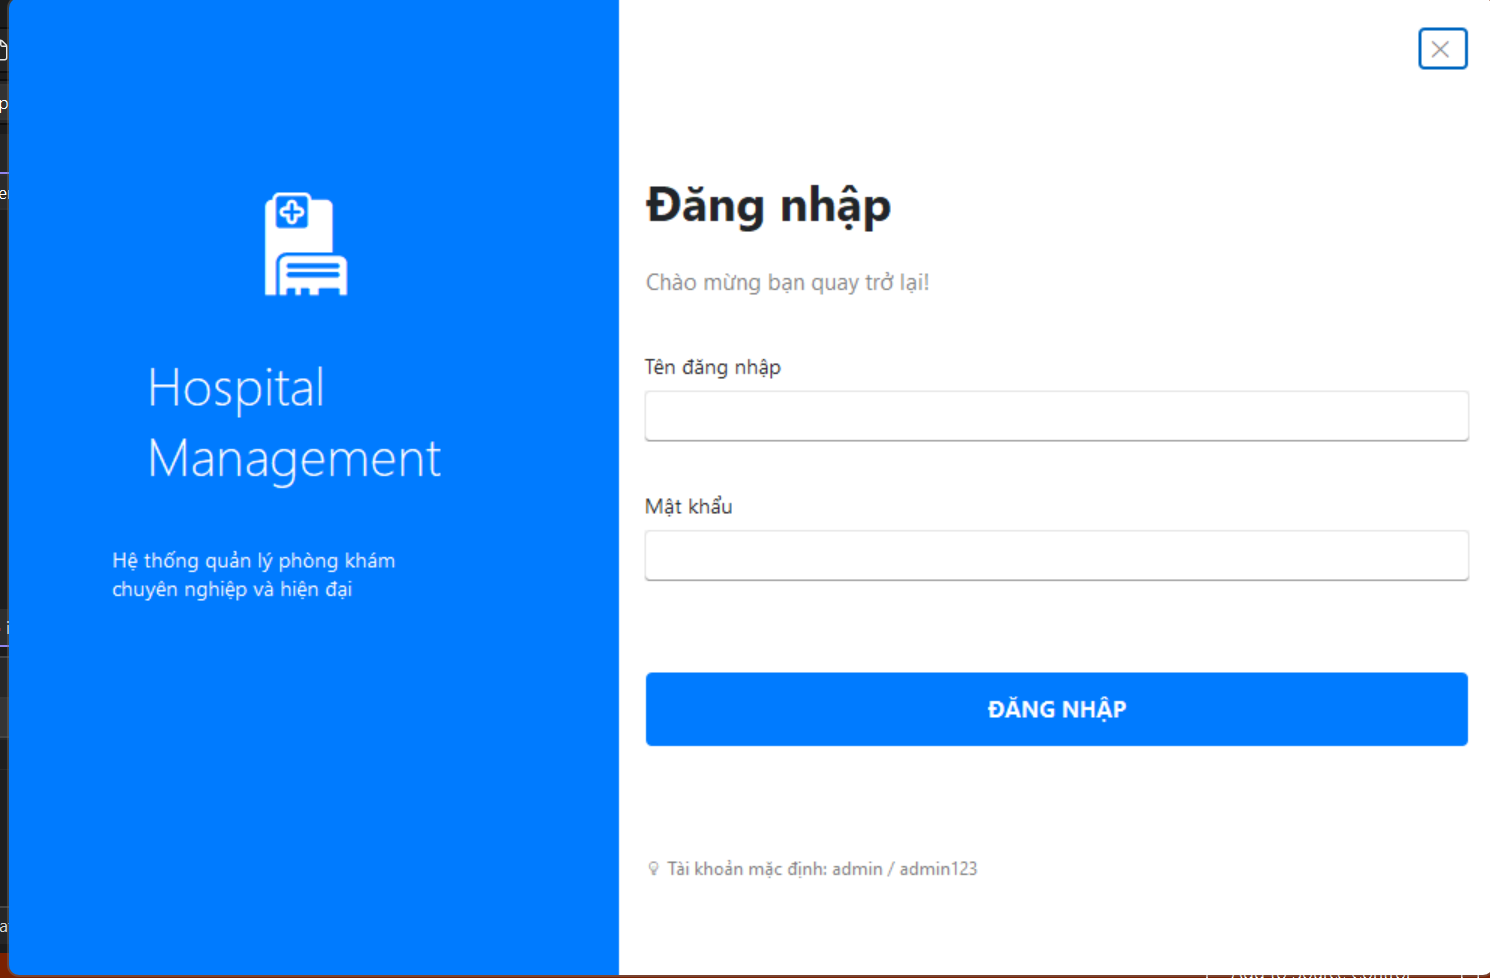 Hospital
Management
Hệ thống quản lý phòng khám
chuyên nghiệp và hiện đại
Đăng nhập
Chào mừng bạn quay trở lại!
Tên đăng nhập
Mật khẩu
ĐĂNG NHẬP
Tài khoản mặc định: admin / admin123